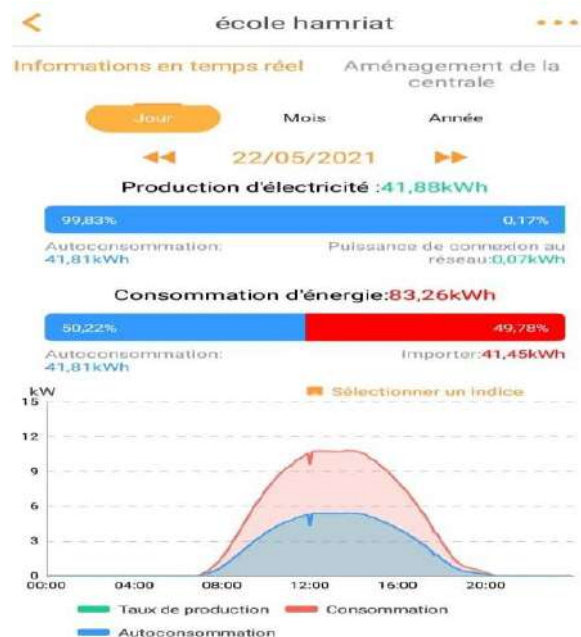 école hamriat
Informations en temps réel
Aménagement de la
centrale
Jour Mois Année
22/05/2021
Production d'électricité :41,88kWh
99,83% 0,17%
Autoconsommation:
41,81kWh
Puissance de connexion au
réseau:0,07kWh
Consommation d'énergie:83,26kWh
50,22% 49,78%
Autoconsommation:
41,81kWh
Importer:41,45kWh
kW
Sélectionner un indice
15
12
9
6
3
0
00:00 04:00 08:00 12:00 16:00 20:00
Taux de production Consommation
Autoconsommation